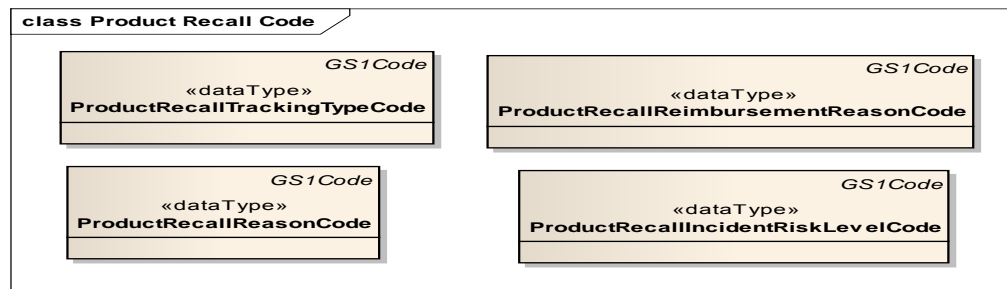 class Product Recall Code
GS1Code
«dataType»
ProductRecallTrackingTypeCode
GS1Code
«dataType»
ProductRecallReimbursementReasonCode
GS1Code
«dataType»
ProductRecallReasonCode
GS1Code
«dataType»
ProductRecallIncidentRiskLevelCode